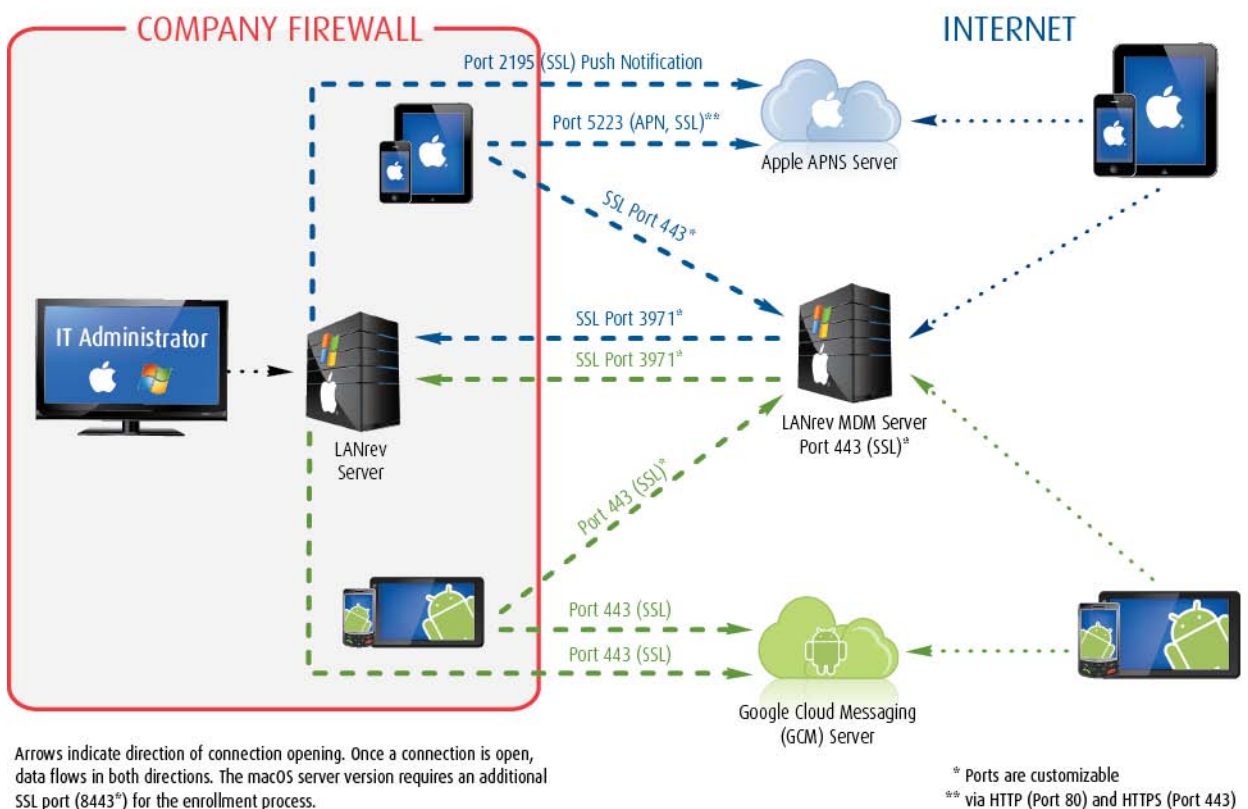 COMPANY FIREWALL
INTERNET
Port 2195 (SSL) Push Notification
Port 5223 (APN, SSL)**
Apple APNS Server
SSL Port 443*
IT Administrator
SSL Port 3971*
SSL Port 3971*
LANrev
Server
LANrev MDM Server
Port 443 (SSL)*
Port 443 (SSL)*
Port 443 (SSL)
Port 443 (SSL)
Google Cloud Messaging
(GCM) Server
Arrows indicate direction of connection opening. Once a connection is open,
data flows in both directions. The macOS server version requires an additional
SSL port (8443*) for the enrollment process.
* Ports are customizable
** via HTTP (Port 80) and HTTPS (Port 443)